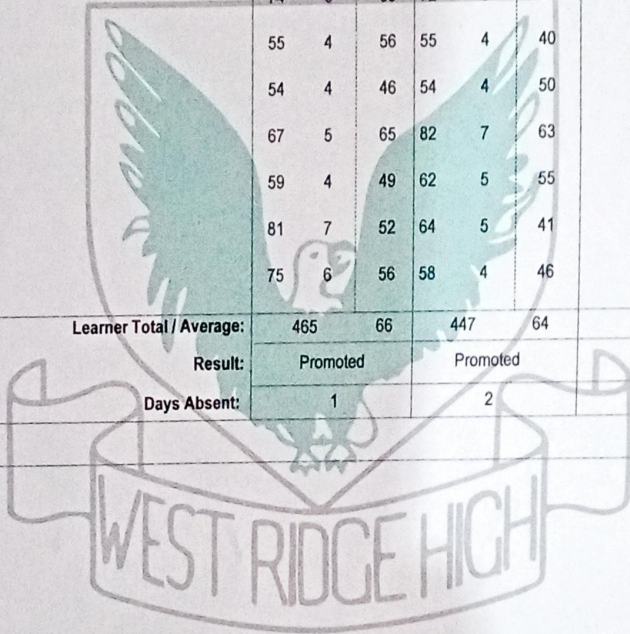 55 4 56 55 4 40
54 4 46 54 4 50
67 5 65 82 7 63
59 4 49 62 5 55
81 7 52 64 5 41
75 6 56 58 4 46
Learner Total / Average: 465 66 447 64
Result: Promoted Promoted
Days Absent: 1 2
WEST RIDGE HIGH